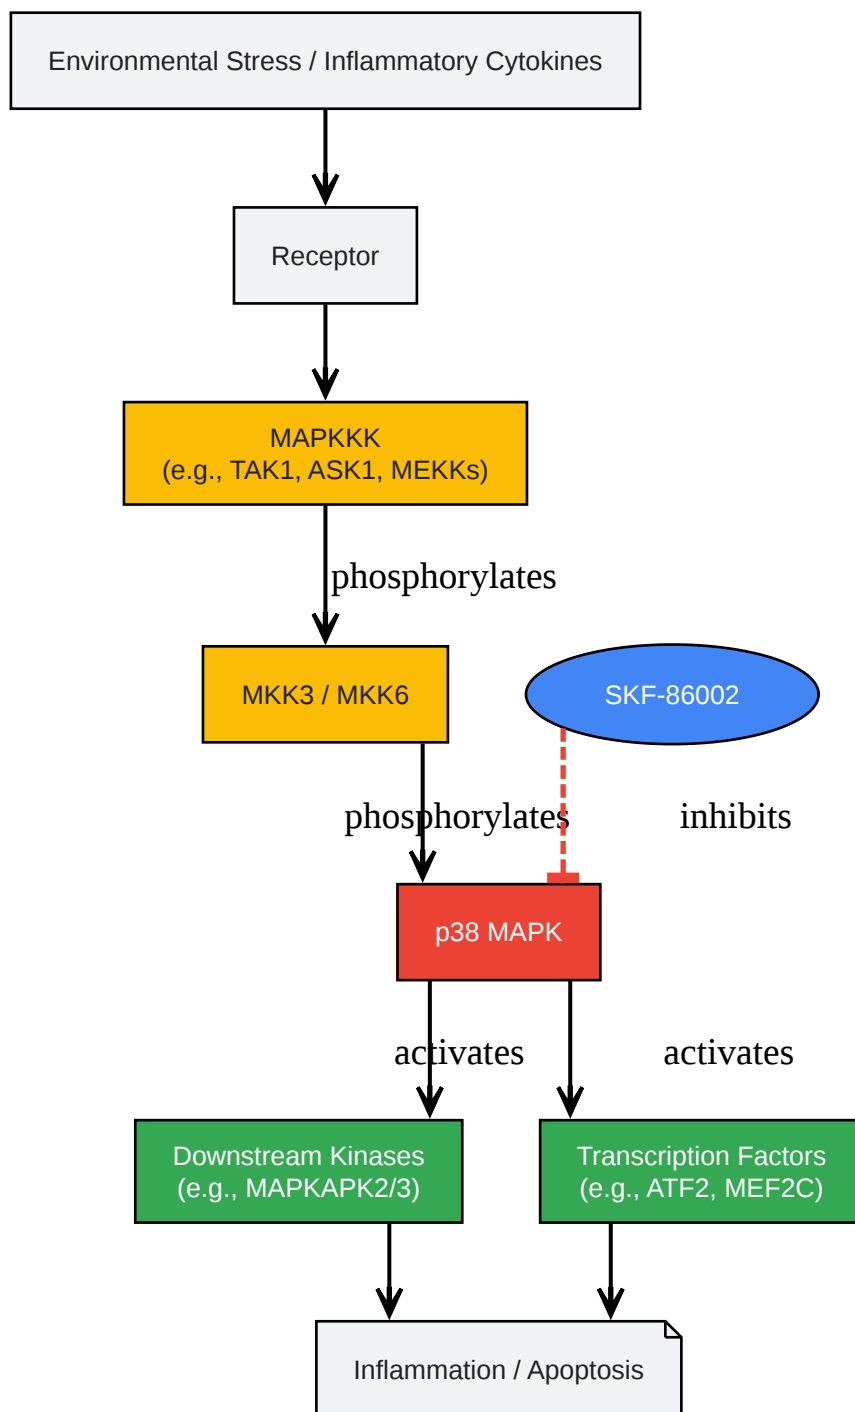 Environmental Stress / Inflammatory Cytokines
Receptor
MAPKKK
(e.g., TAK1, ASK1, MEKKs)
phosphorylates
MKK3 / MKK6
SKF-86002
phosphorylates
inhibits
p38 MAPK
activates
activates
Downstream Kinases
(e.g., MAPKAPK2/3)
Transcription Factors
(e.g., ATF2, MEF2C)
Inflammation / Apoptosis